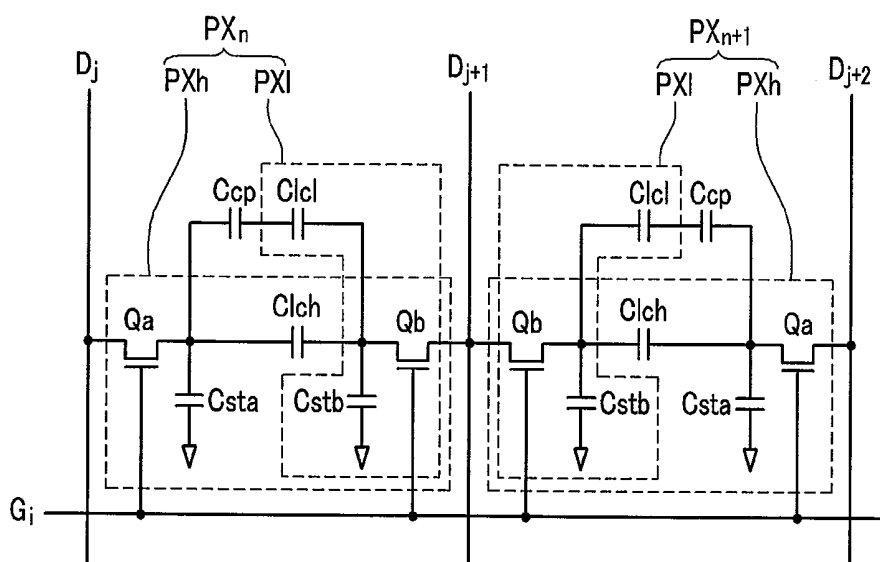 PXn PXn+1
Dj PXh PXl Dj+1 PXl PXh Dj+2
Ccp Clcl Clcl Ccp
Qa Clch Qb Qb Clch Qa
Csta Cstb Cstb Csta
Gi